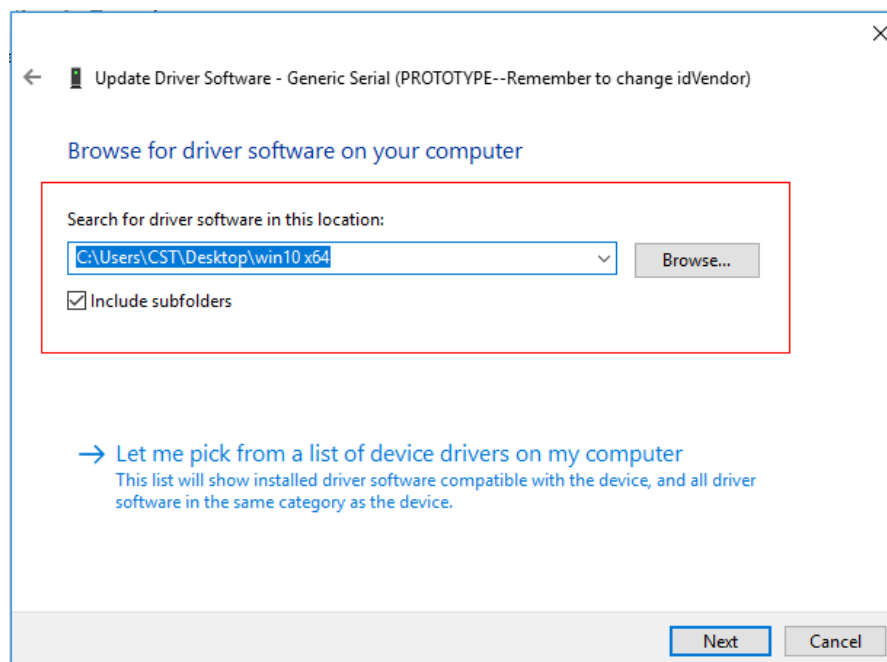 Update Driver Software - Generic Serial (PROTOTYPE--Remember to change idVendor)
Browse for driver software on your computer
Search for driver software in this location:
C:\Users\CST\Desktop\win10 x64
Browse...
Include subfolders
Let me pick from a list of device drivers on my computer
This list will show installed driver software compatible with the device, and all driver
software in the same category as the device.
Next
Cancel